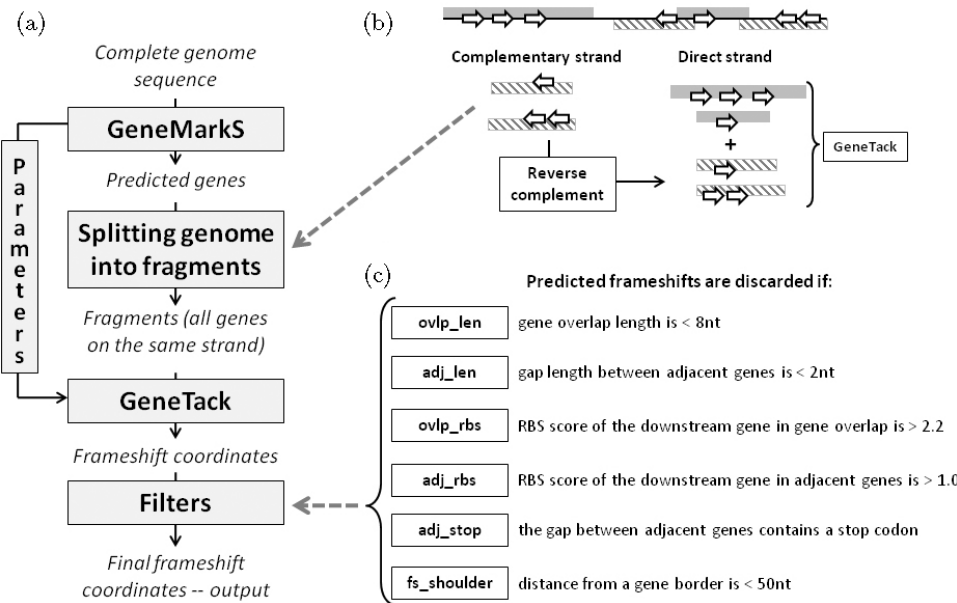 (a)
Complete genome
sequence
GeneMarkS
Parameters
Predicted genes
Splitting genome
into fragments
Fragments (all genes
on the same strand)
GeneTack
Frameshift coordinates
Filters
Final frameshift
coordinates -- output
(b)
Complementary strand
Direct strand
+
Reverse
complement
GeneTack
(c)
Predicted frameshifts are discarded if:
ovlp_len gene overlap length is < 8nt
adj_len gap length between adjacent genes is < 2nt
ovlp_rbs RBS score of the downstream gene in gene overlap is > 2.2
adj_rbs RBS score of the downstream gene in adjacent genes is > 1.0
adj_stop the gap between adjacent genes contains a stop codon
fs_shoulder distance from a gene border is < 50nt